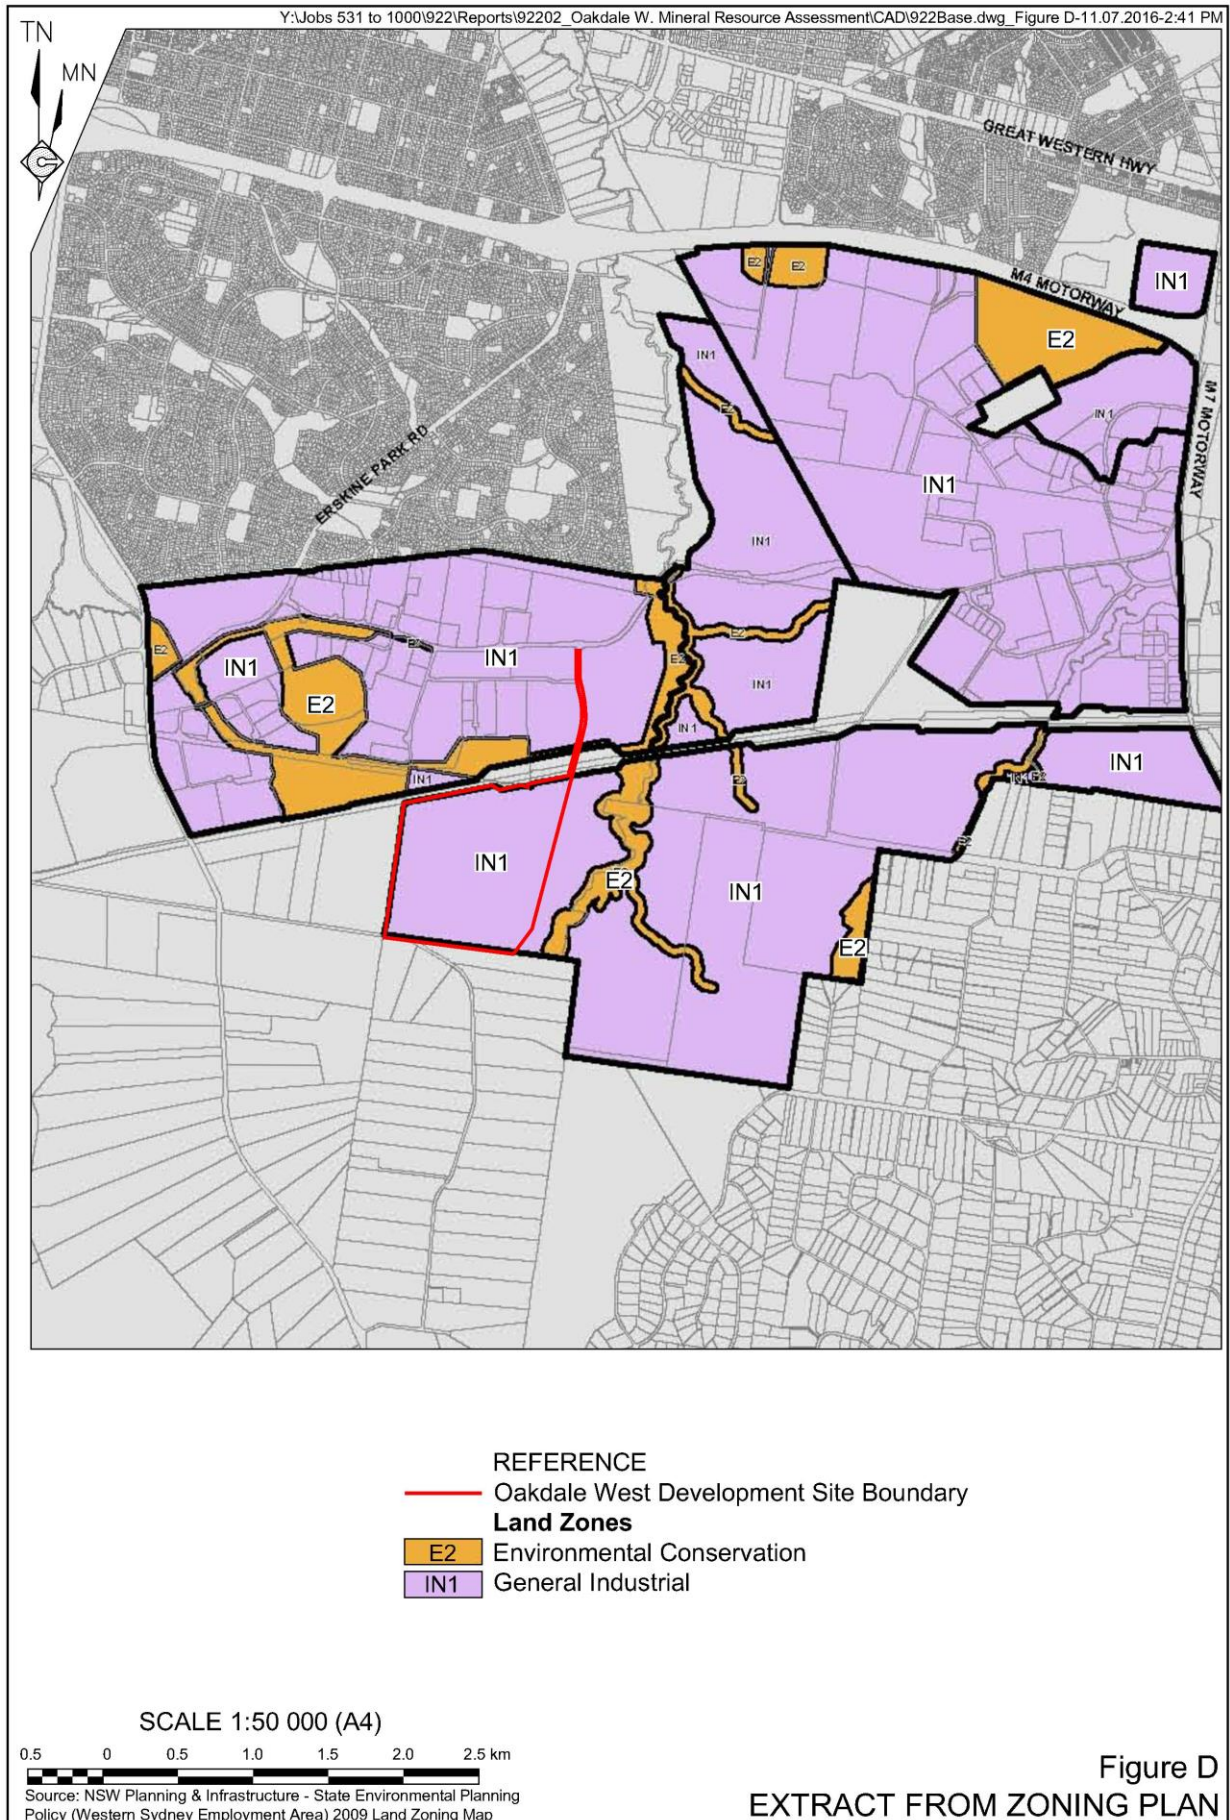 Y:\Jobs 531 to 1000\922\Reports\92202_Oakdale W. Mineral Resource Assessment\CAD\922Base.dwg_Figure D-11.07.2016-2:41 PM
TN
MN
GREAT WESTERN HWY
E2
E2
M4 MOTORWAY
IN1
E2
IN1
E2
IN1
M7 MOTORWAY
ERSKINE PARK RD
IN1
IN1
E2
E2
IN1
IN1
E2
IN1
E2
IN1
IN1
E2
IN1
E2
IN1
E2
IN1
E2
IN1
E2
E2
REFERENCE
Oakdale West Development Site Boundary
Land Zones
E2 Environmental Conservation
IN1 General Industrial
SCALE 1:50 000 (A4)
0.5 0 0.5 1.0 1.5 2.0 2.5 km
Source: NSW Planning & Infrastructure - State Environmental Planning
Policy (Western Sydney Employment Area) 2009 Land Zoning Map
Figure D
EXTRACT FROM ZONING PLAN